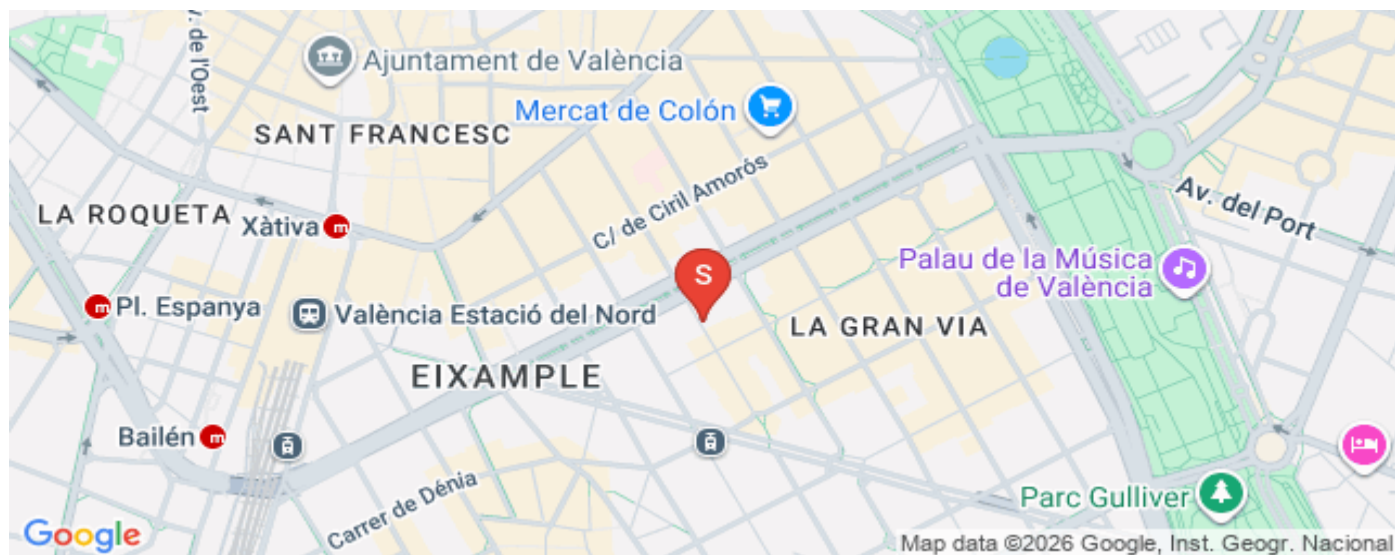 v. de l'Oest
Ajuntament de València
Mercat de Colón
SANT FRANCESC
C/ de Ciril Amorós
LA ROQUETA
Xàtiva
m
Av. del Port
S
Palau de la Música
de València
m
Pl. Espanya
València Estació del Nord
LA GRAN VIA
EIXAMPLE
Bailén
m
Carrer de Dénia
Parc Gulliver
Google
Map data ©2026 Google, Inst. Geogr. Nacional